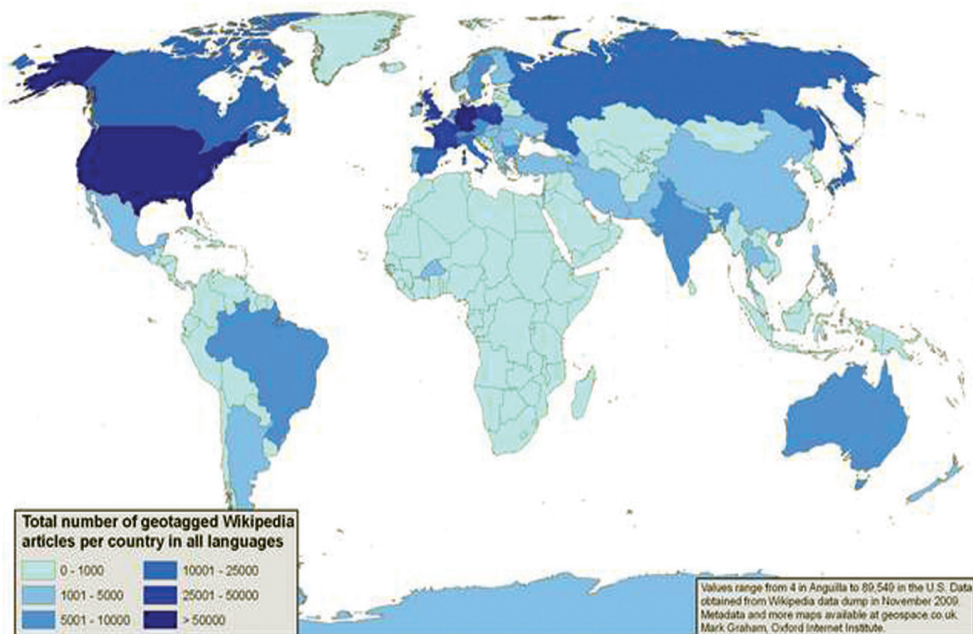 Total number of geotagged Wikipedia
articles per country in all languages
0 - 1000
10001 - 25000
1001 - 5000
25001 - 50000
5001 - 10000
> 50000
Values range from 4 in Anguilla to 89,549 in the U.S. Data
obtained from Wikipedia data dump in November 2009.
Metadata and more maps available at geospace.co.uk.
Mark Graham, Oxford Internet Institute.